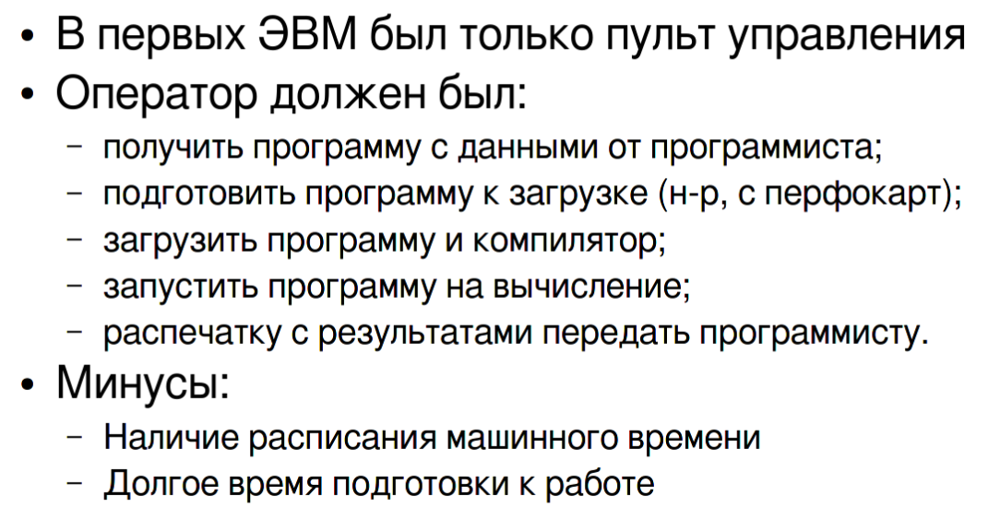 • В первых ЭВМ был только пульт управления
• Оператор должен был:
– получить программу с данными от программиста;
– подготовить программу к загрузке (н-р, с перфокарт);
– загрузить программу и компилятор;
– запустить программу на вычисление;
– распечатку с результатами передать программисту.
• Минусы:
– Наличие расписания машинного времени
– Долгое время подготовки к работе